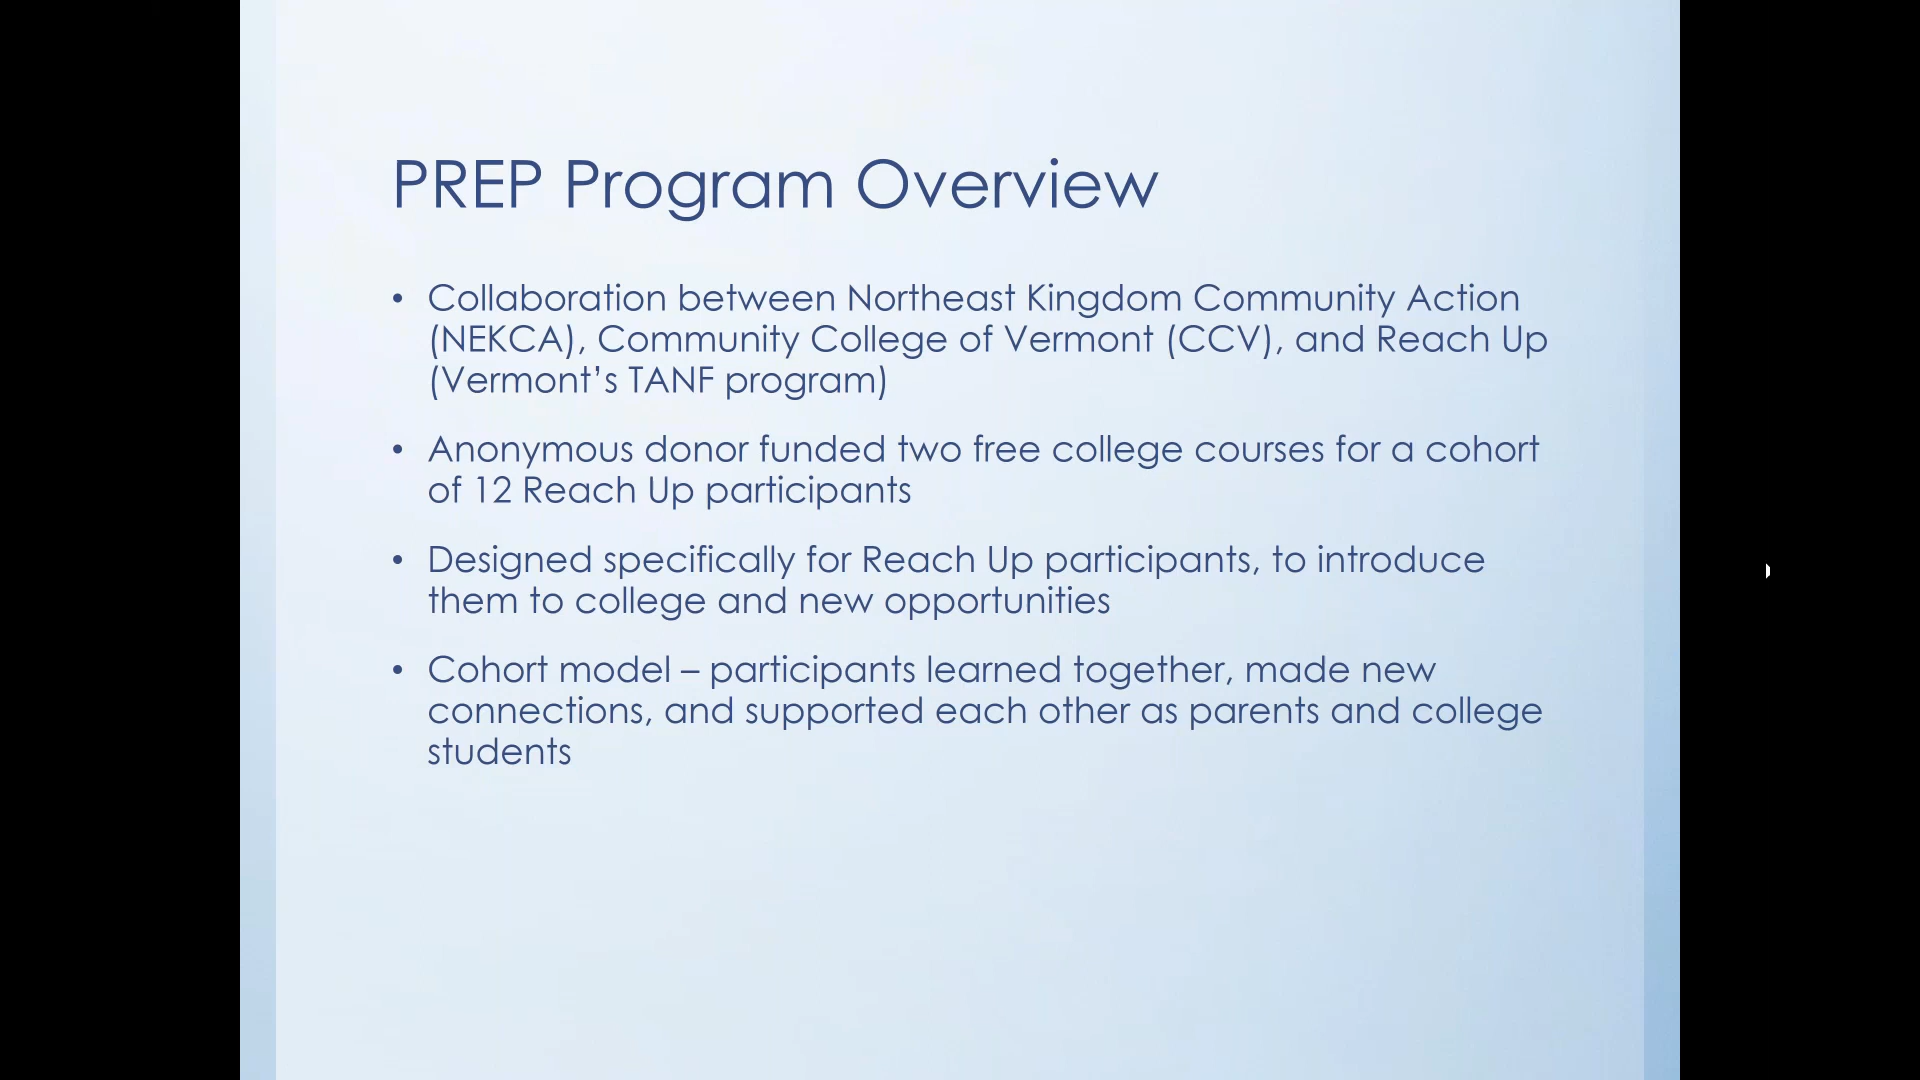 PREP Program Overview
• Collaboration between Northeast Kingdom Community Action
(NEKCA), Community College of Vermont (CCV), and Reach Up
(Vermont’s TANF program)
• Anonymous donor funded two free college courses for a cohort
of 12 Reach Up participants
• Designed specifically for Reach Up participants, to introduce
them to college and new opportunities
• Cohort model – participants learned together, made new
connections, and supported each other as parents and college
students